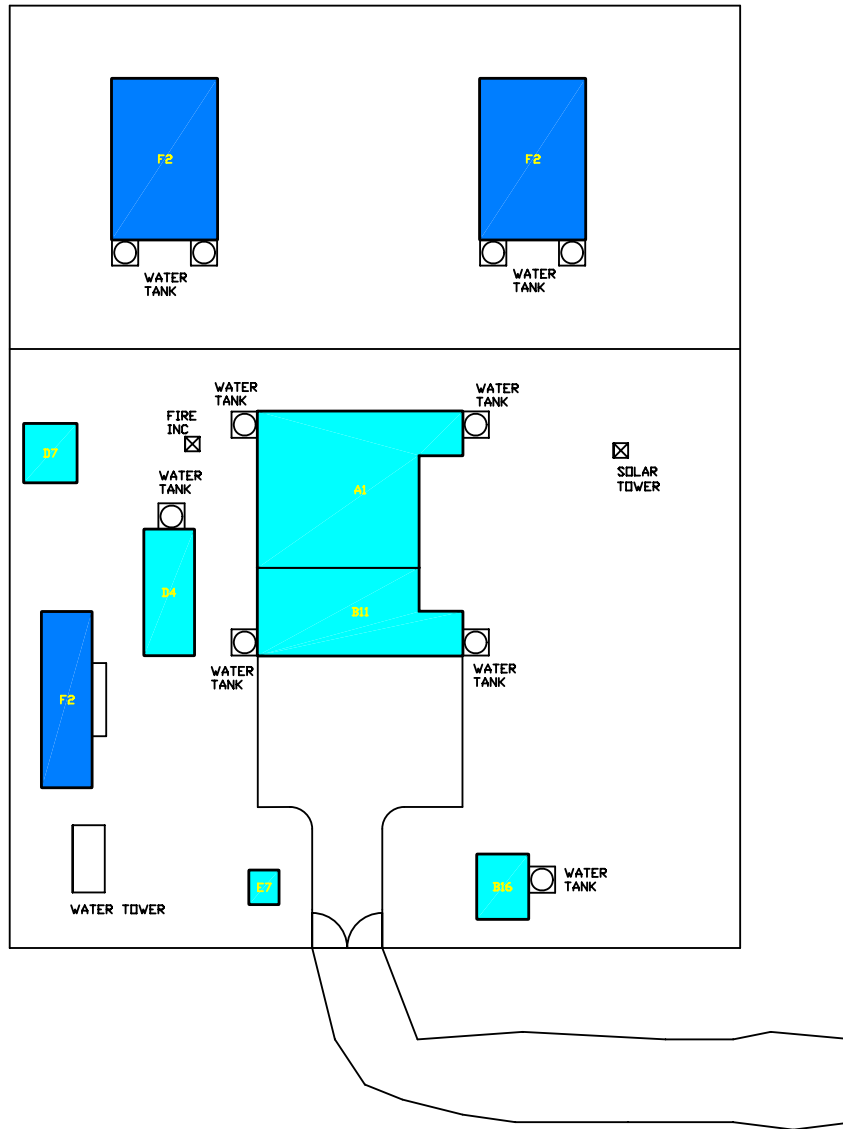 F2
F2
WATER
TANK
WATER
TANK
WATER
TANK
WATER
TANK
FIRE
INC
D7
SOLAR
TOWER
WATER
TANK
A1
D4
B11
WATER
TANK
WATER
TANK
F2
E7
B16
WATER
TANK
WATER TOWER